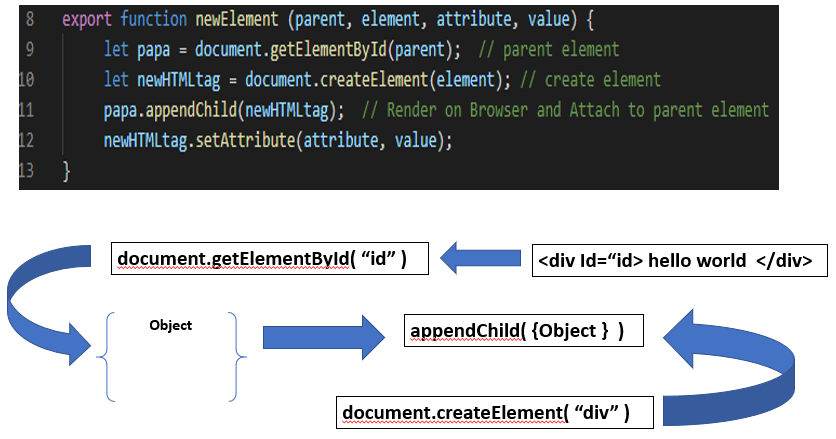 8 export function newElement (parent, element, attribute, value) {
9 let papa = document.getElementById(parent); // parent element
10 let newHTMLtag = document.createElement(element); // create element
11 papa.appendChild(newHTMLtag); // Render on Browser and Attach to parent element
12 newHTMLtag.setAttribute(attribute, value);
13 }
document.getElementById( “id” )
<div Id=“id> hello world </div>
Object
appendChild( {Object } )
document.createElement( “div” )